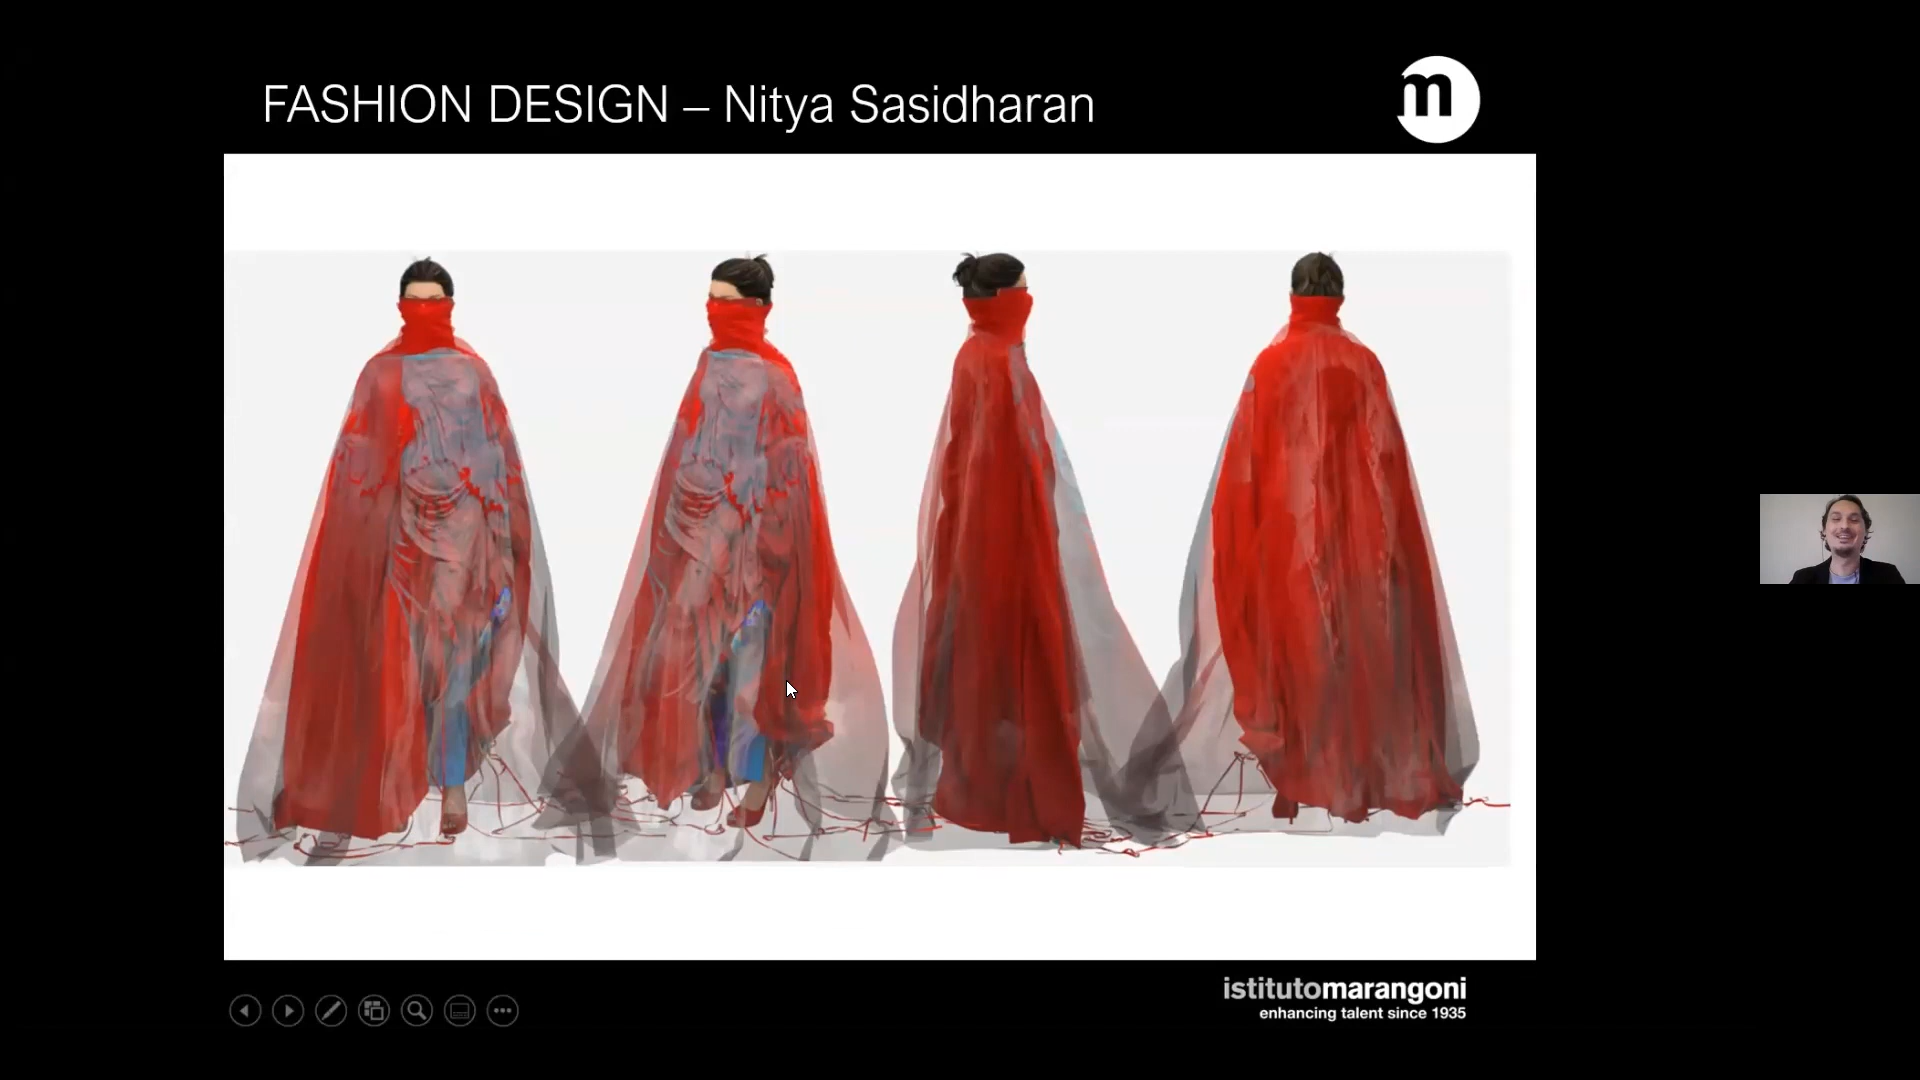 FASHION DESIGN – Nitya Sasidharan
m
istitutomarangoni
enhancing talent since 1935